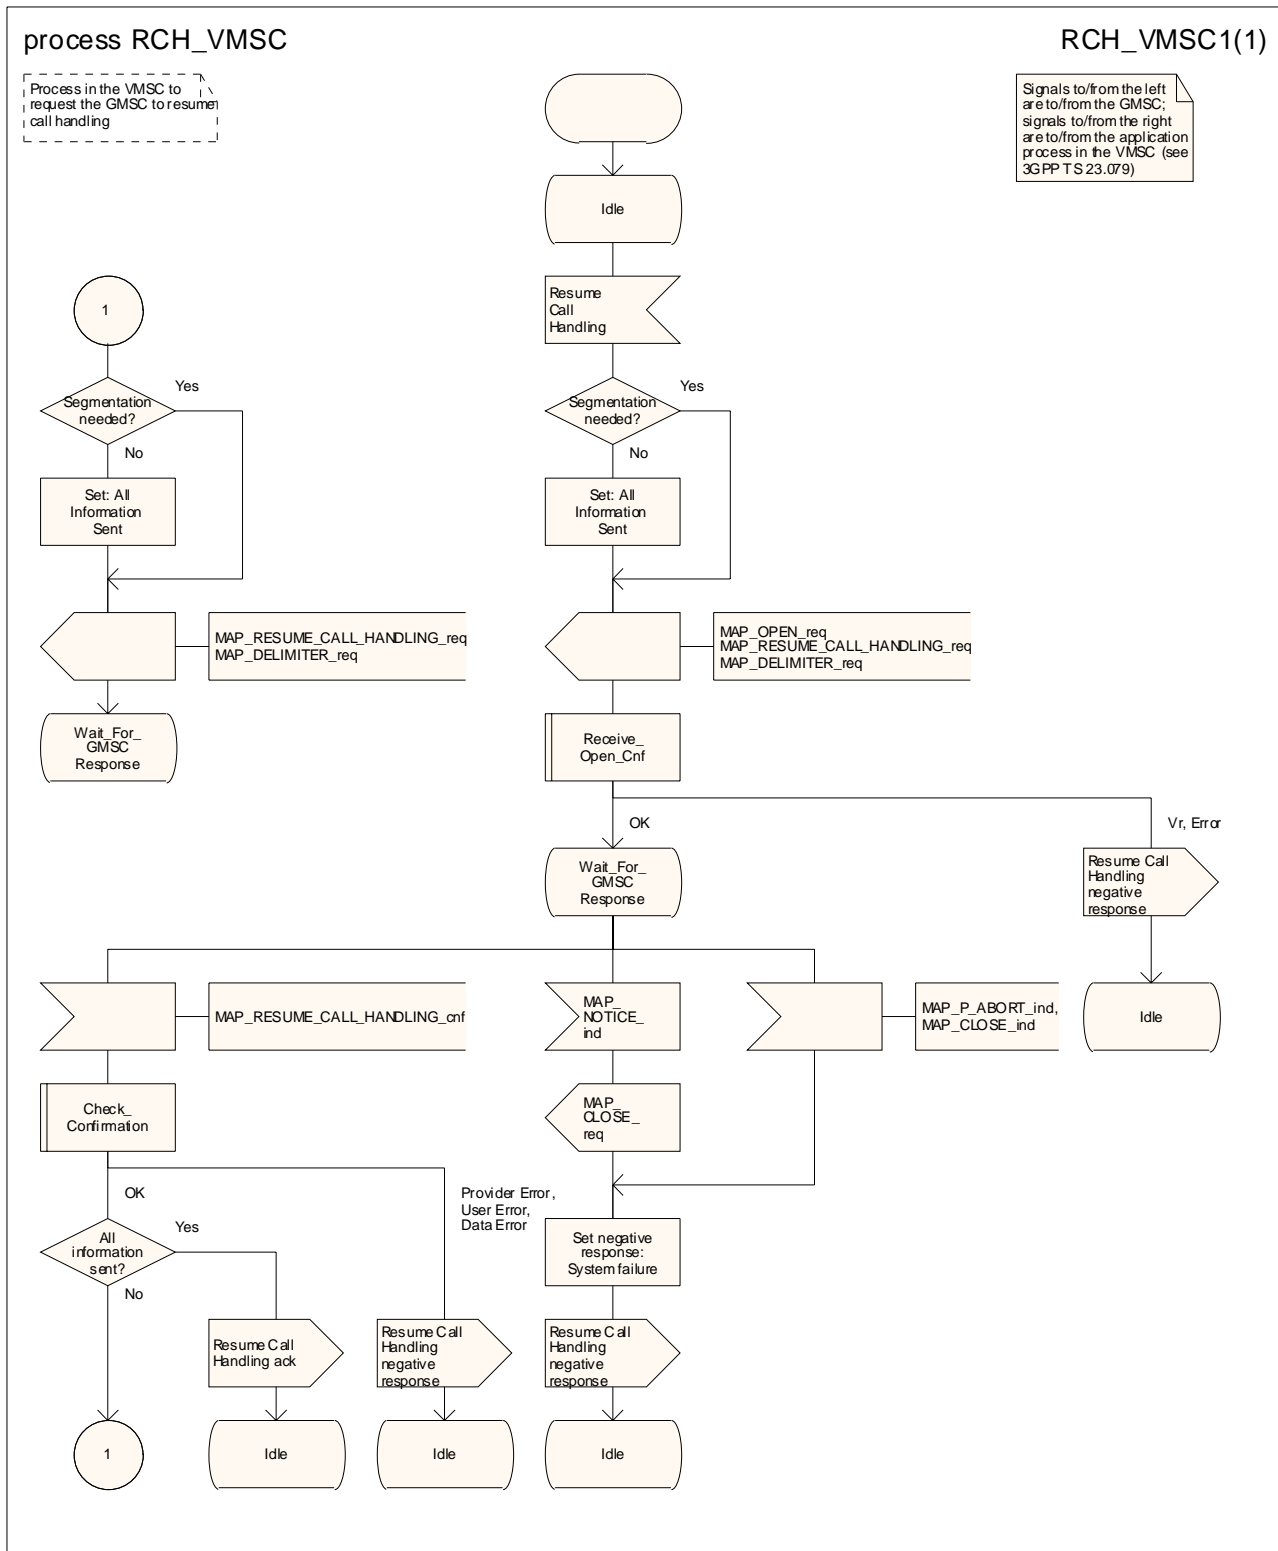 process RCH_VMSC
RCH_VMSC1(1)
Process in the VMSC to
request the GMSC to resume
call handling
Signals to/from the left
are to/from the GMSC;
signals to/from the right
are to/from the application
process in the VMSC (see
3GPP TS 23.079)
Idle
Resume
Call
Handling
1
Segmentation
needed?
Yes
No
Segmentation
needed?
Yes
No
Set: All
Information
Sent
Set: All
Information
Sent
MAP_RESUME_CALL_HANDLING_req
MAP_DELIMITER_req
MAP_OPEN_req
MAP_RESUME_CALL_HANDLING_req
MAP_DELIMITER_req
Wait_For_
GMSC
Response
Receive_
Open_Cnf
OK
Vr, Error
Wait_For_
GMSC
Response
Resume Call
Handling
negative
response
MAP_RESUME_CALL_HANDLING_cnf
MAP_
NOTICE_
ind
MAP_P_ABORT_ind,
MAP_CLOSE_ind
Idle
Check_
Confirmation
MAP_
CLOSE_
req
OK
Provider Error,
User Error,
Data Error
All
information
sent?
Yes
No
Set negative
response:
System failure
Resume Call
Handling ack
Resume Call
Handling
negative
response
Resume Call
Handling
negative
response
1
Idle
Idle
Idle